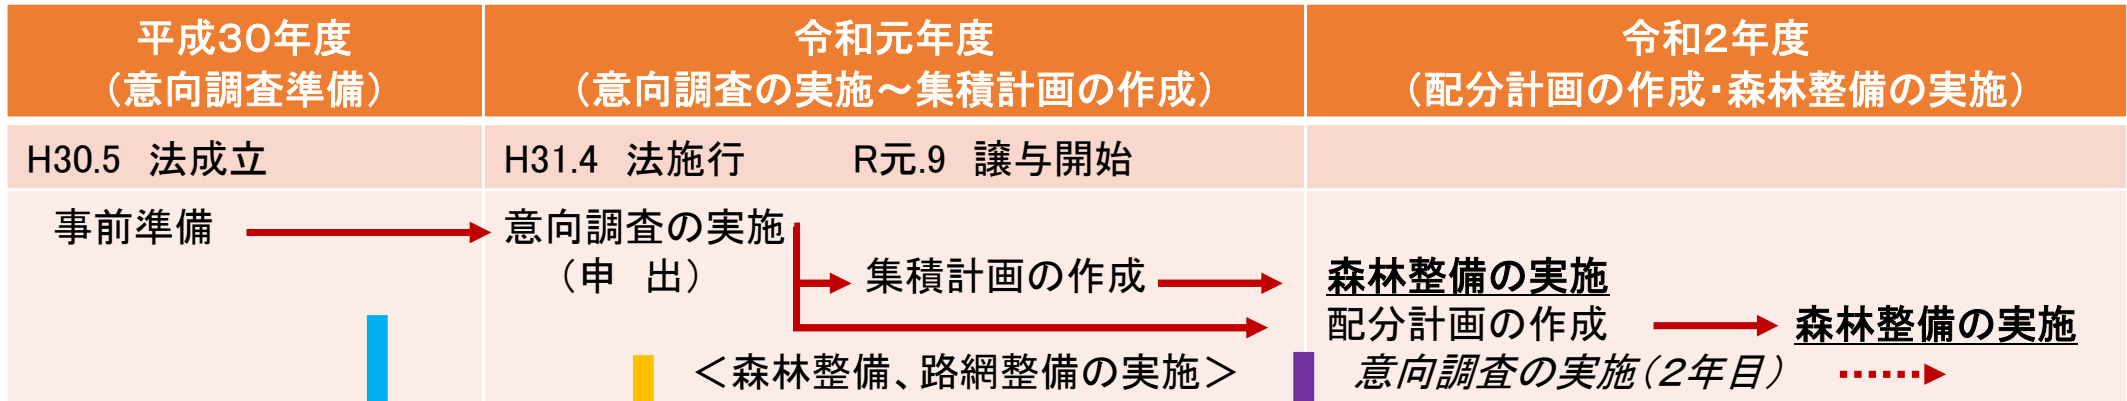 平成30年度
(意向調査準備)
令和元年度
(意向調査の実施~集積計画の作成)
令和2年度
(配分計画の作成・森林整備の実施)
H30.5 法成立
H31.4 法施行 R元.9 譲与開始
事前準備
意向調査の実施
(申 出)
集積計画の作成
森林整備の実施
配分計画の作成
森林整備の実施
<森林整備、路網整備の実施>
意向調査の実施(2年目)